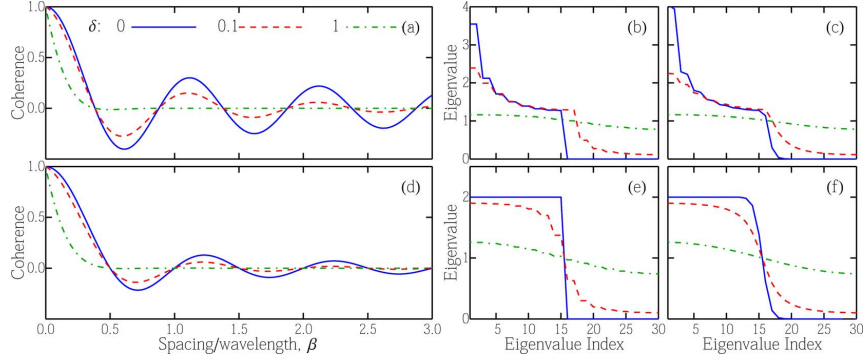 1.0
0.5
0.0
Coherence
δ: 0 0.1 1 (a)
4
3
2
1
0
Eigenvalue
(b)
(c)
1.0
0.5
0.0
Coherence
(d)
0.0 0.5 1.0 1.5 2.0 2.5 3.0
Spacing/wavelength, β
3
2
1
0
Eigenvalue
(e)
5 10 15 20 25 30
Eigenvalue Index
(f)
5 10 15 20 25 30
Eigenvalue Index